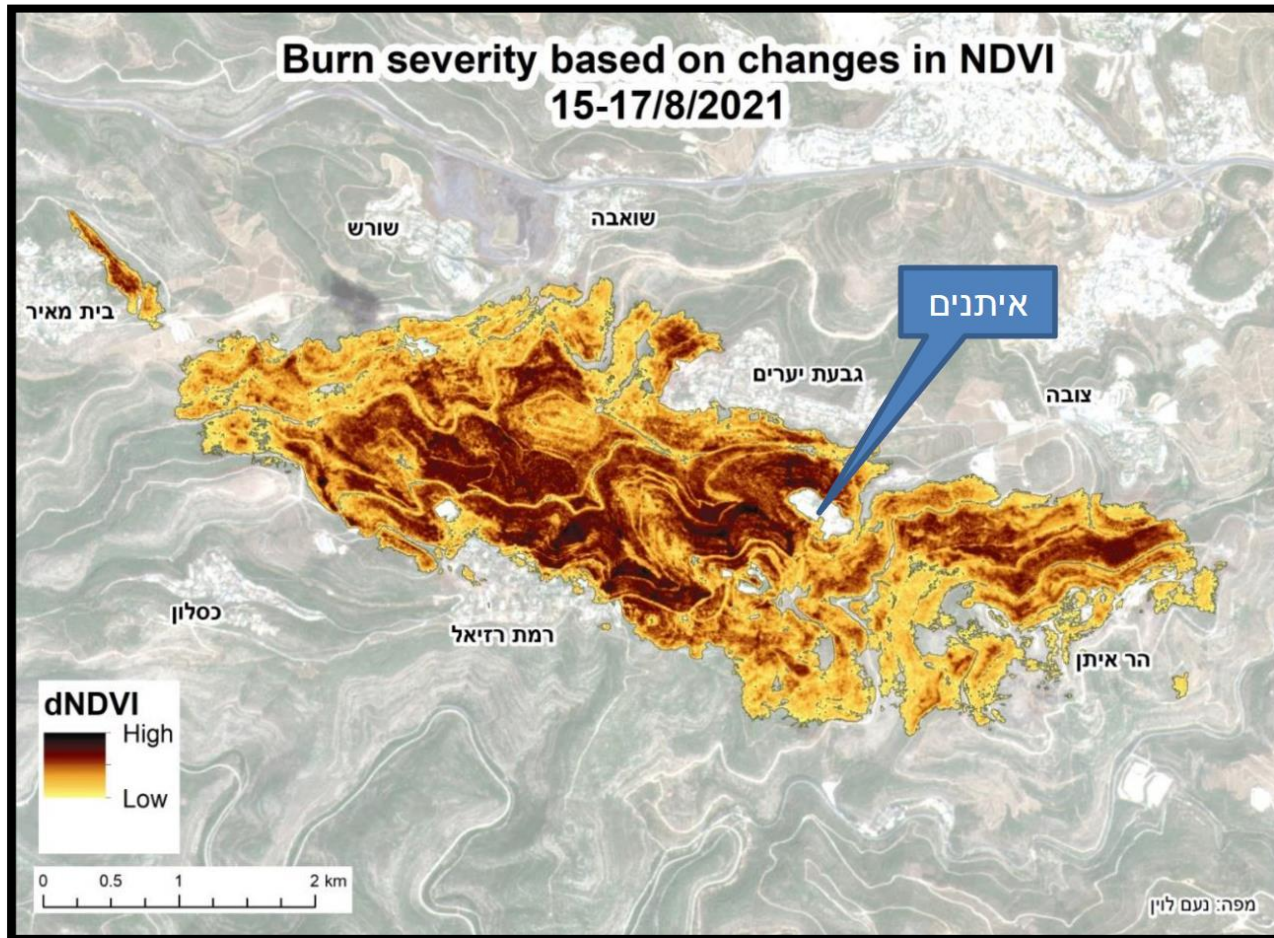 Burn severity based on changes in NDVI
15-17/8/2021
שואבה
שורש
איתנים
בית מאיר
גבעת יערים
צובה
כסלון
רמת רזיאל
הר איתן
dNDVI
High
Low
0 0.5 1 2 km
מפה: נעם לוין